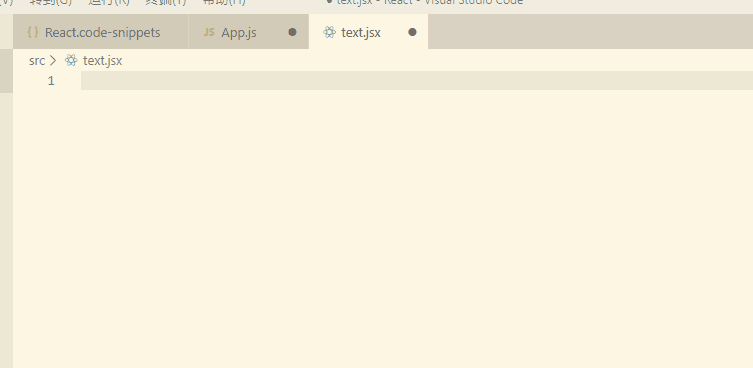 (V) 转到(G) 运行(R) 终端(T) 帮助(H) ● text.jsx - React - Visual Studio Code
{} React.code-snippets JS App.js ● text.jsx ●
src > text.jsx
1